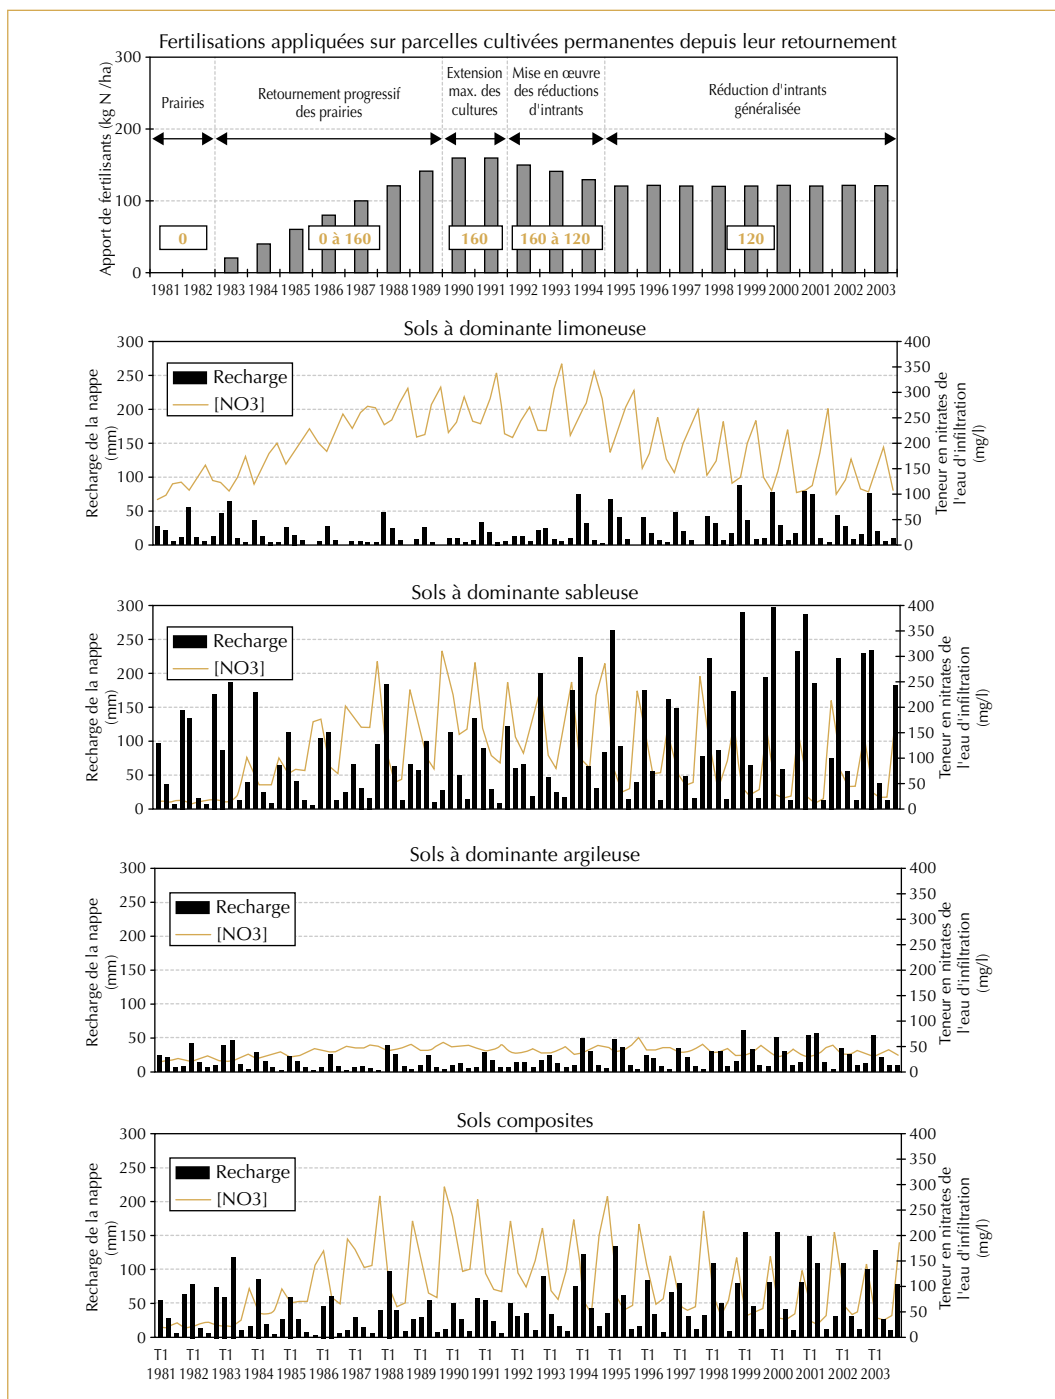 Fertilisations appliquées sur parcelles cultivées permanentes depuis leur retournement
Apport de fertilisants (kg N /ha)
300
200
100
0
Prairies
Retournement progressif
des prairies
Extension
max. des
cultures
Mise en œuvre
des réductions
d'intrants
Réduction d'intrants
généralisée
0
0 à 160
160
160 à 120
120
1981 1982 1983 1984 1985 1986 1987 1988 1989 1990 1991 1992 1993 1994 1995 1996 1997 1998 1999 2000 2001 2002 2003
Sols à dominante limoneuse
Recharge de la nappe
(mm)
300
250
200
150
100
50
0
Recharge
[NO3]
400
350
300
250
200
150
100
50
0
Teneur en nitrates de
l'eau d'infiltration
(mg/l)
Sols à dominante sableuse
Recharge de la nappe
(mm)
300
250
200
150
100
50
0
Recharge
[NO3]
400
350
300
250
200
150
100
50
0
Teneur en nitrates de
l'eau d'infiltration
(mg/l)
Sols à dominante argileuse
Recharge de la nappe
(mm)
300
250
200
150
100
50
0
Recharge
[NO3]
400
350
300
250
200
150
100
50
0
Teneur en nitrates de
l'eau d'infiltration
(mg/l)
Sols composites
Recharge de la nappe
(mm)
300
250
200
150
100
50
0
Recharge
[NO3]
400
350
300
250
200
150
100
50
0
Teneur en nitrates de
l'eau d'infiltration
(mg/l)
T1 T1 T1 T1 T1 T1 T1 T1 T1 T1 T1 T1 T1 T1 T1 T1 T1 T1 T1 T1 T1 T1 T1
1981 1982 1983 1984 1985 1986 1987 1988 1989 1990 1991 1992 1993 1994 1995 1996 1997 1998 1999 2000 2001 2002 2003